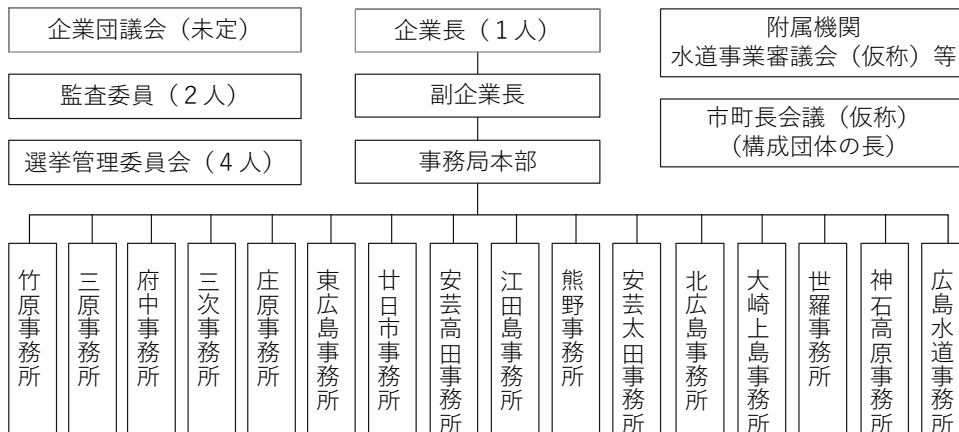 企業団議会（未定）
企業長（１人）
附属機関
水道事業審議会（仮称）等
監査委員（２人）
副企業長
市町長会議（仮称）
（構成団体の長）
選挙管理委員会（４人）
事務局本部
竹原事務所
三原事務所
府中事務所
三次事務所
庄原事務所
東広島事務所
廿日市事務所
安芸高田事務所
江田島事務所
熊野事務所
安芸太田事務所
北広島事務所
大崎上島事務所
世羅事務所
神石高原事務所
広島水道事務所